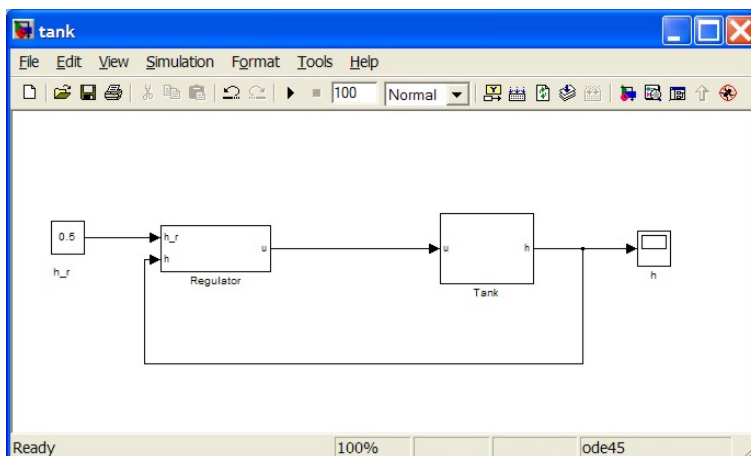 tank
File Edit View Simulation Format Tools Help
100 Normal
0.5
h_r
h_r
h
u
Regulator
u
h
Tank
h
Ready 100% ode45